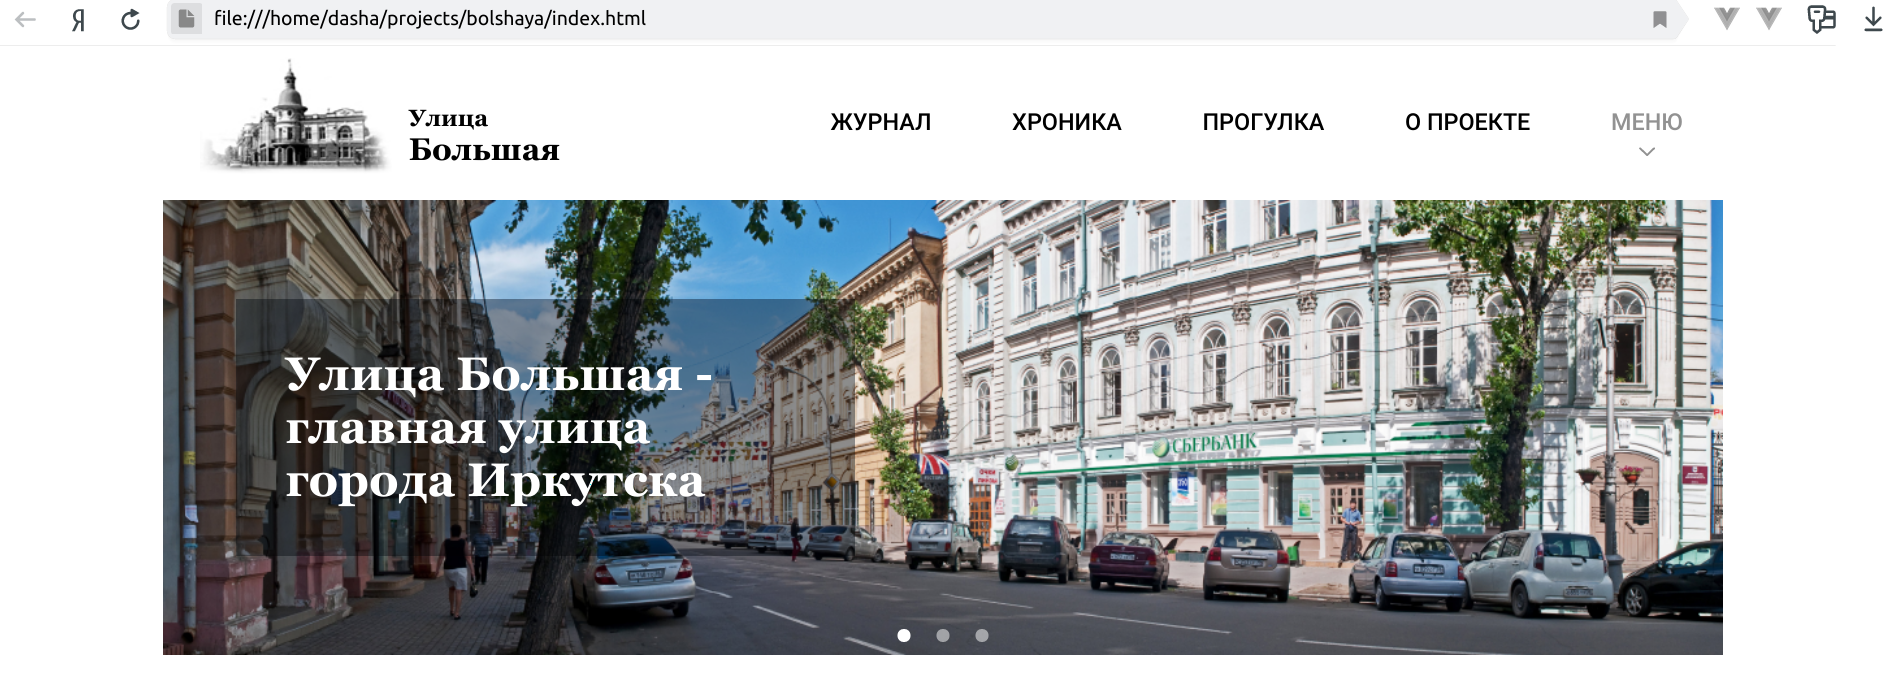 file:///home/dasha/projects/bolshaya/index.html
Улица
Большая
ЖУРНАЛ ХРОНИКА ПРОГУЛКА О ПРОЕКТЕ МЕНЮ
Улица Большая -
главная улица
города Иркутска
СБЕРБАНК